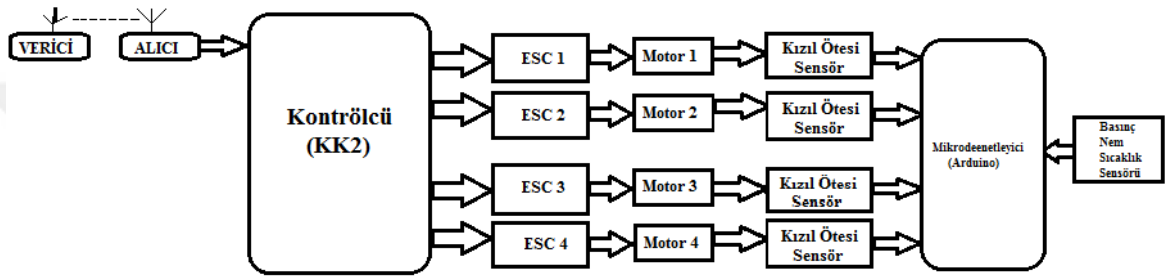 VERİCİ
ALICI
Kontrölcü
(KK2)
ESC 1
Motor 1
Kızıl Ötesi
Sensör
ESC 2
Motor 2
Kızıl Ötesi
Sensör
ESC 3
Motor 3
Kızıl Ötesi
Sensör
ESC 4
Motor 4
Kızıl Ötesi
Sensör
Mikrodeenetleyici
(Arduino)
Basınç
Nem
Sıcaklık
Sensörü